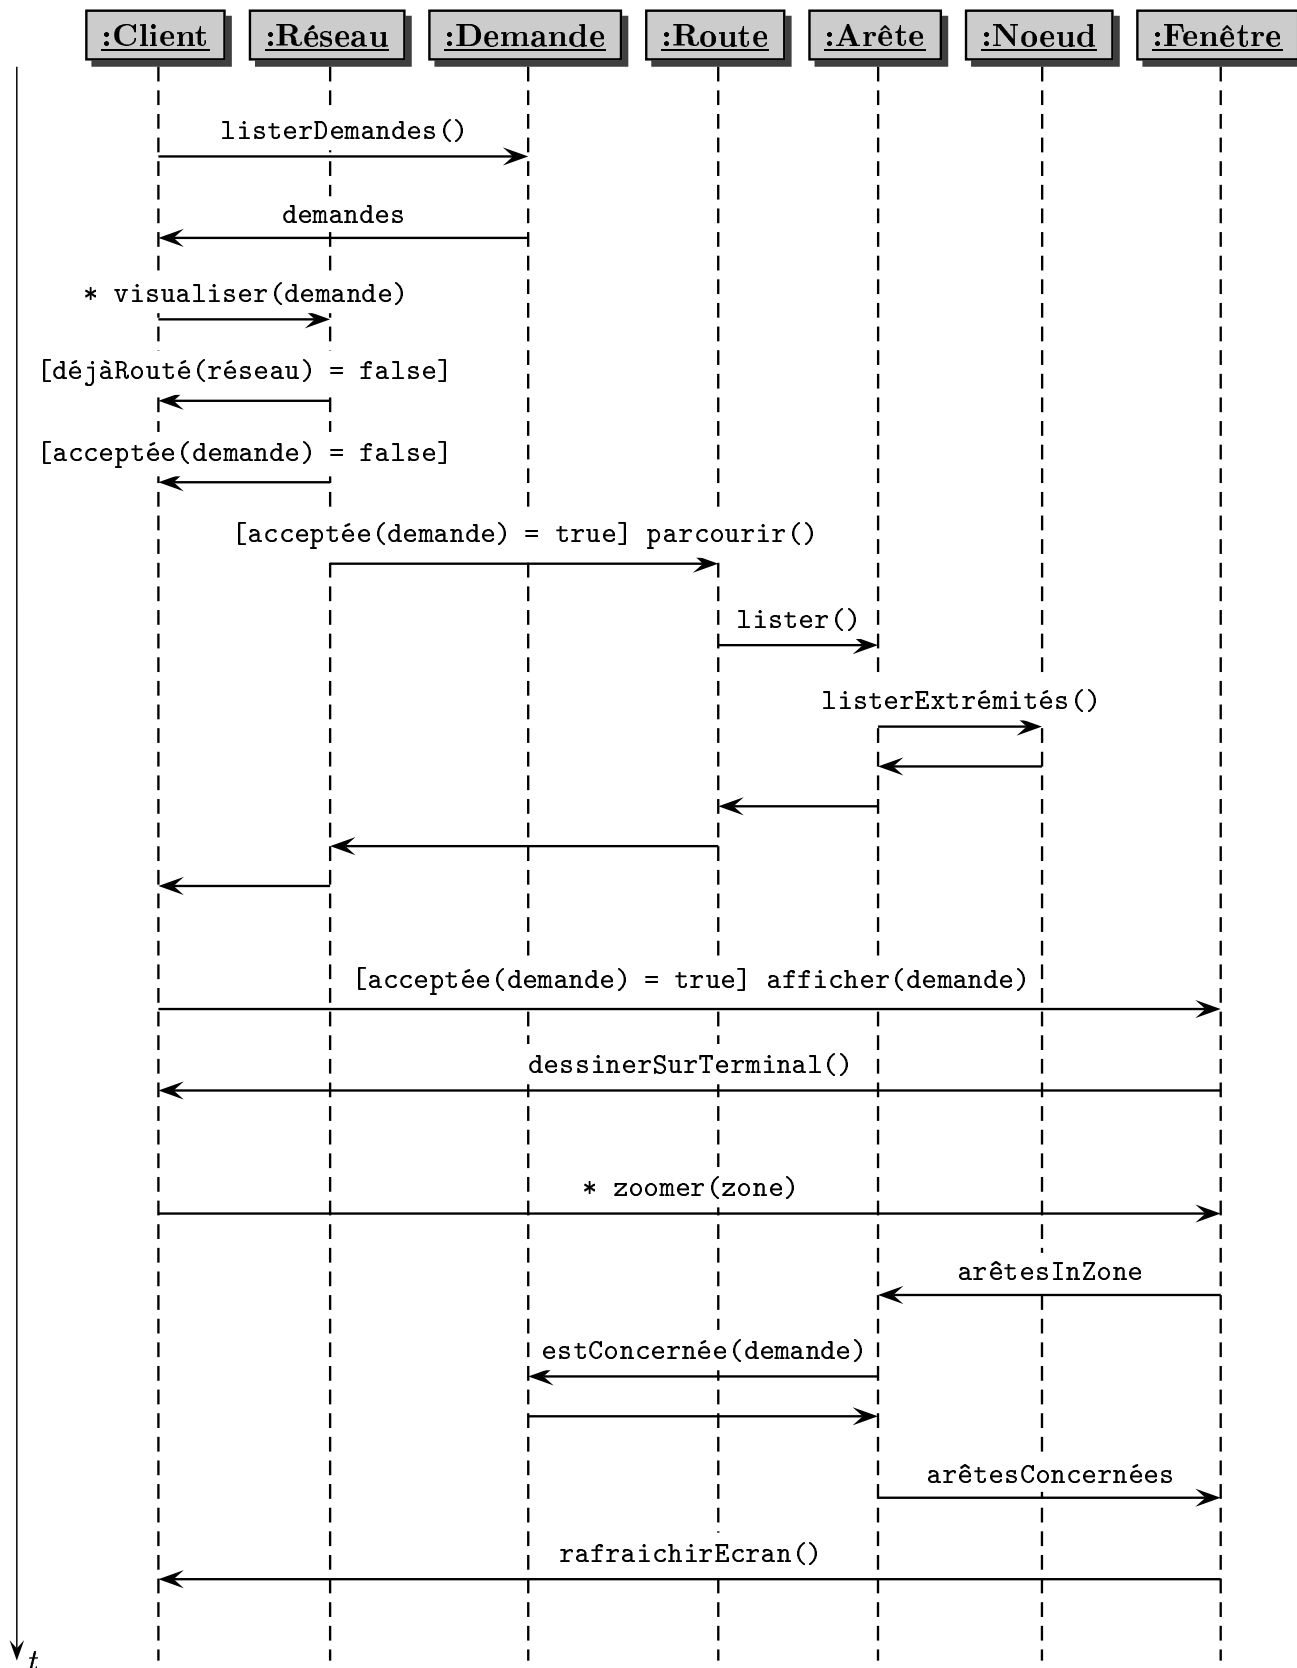 :Client :Réseau :Demande :Route :Arête :Noeud :Fenêtre
listerDemandes()
demandes
* visualiser(demande)
[déjàRouté(réseau) = false]
[acceptée(demande) = false]
[acceptée(demande) = true] parcourir()
lister()
listerExtrémités()
[acceptée(demande) = true] afficher(demande)
dessinerSurTerminal()
* zoomer(zone)
arêtesInZone
estConcernée(demande)
arêtesConcernées
rafraichirEcran()
t